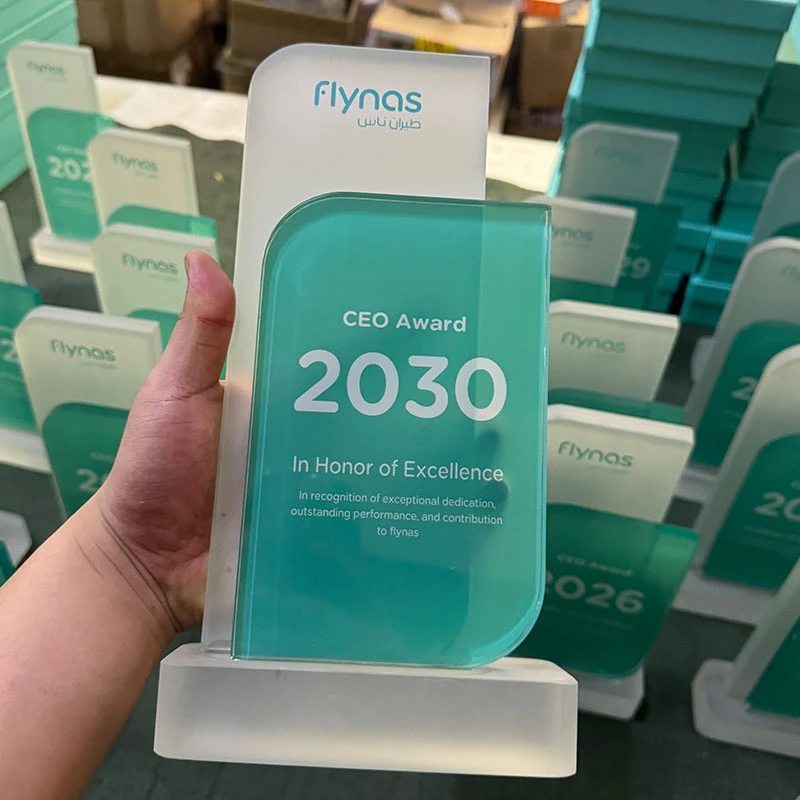 flynas
طيران ناس
CEO Award
2030
In Honor of Excellence
In recognition of exceptional dedication,
outstanding performance, and contribution
to flynas
flynas
flynas
flynas
flynas
flynas
flynas
CEO Award
2026